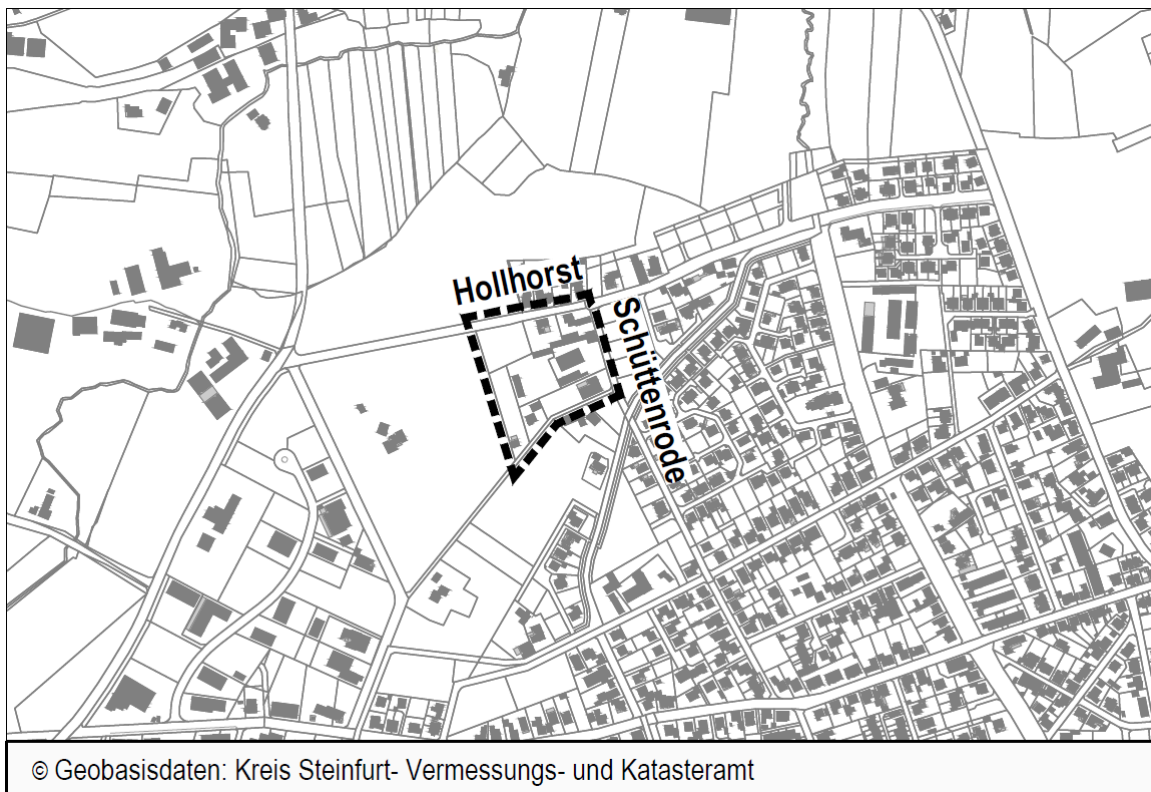 Hollhorst
Schüttenrode
© Geobasisdaten: Kreis Steinfurt- Vermessungs- und Katasteramt